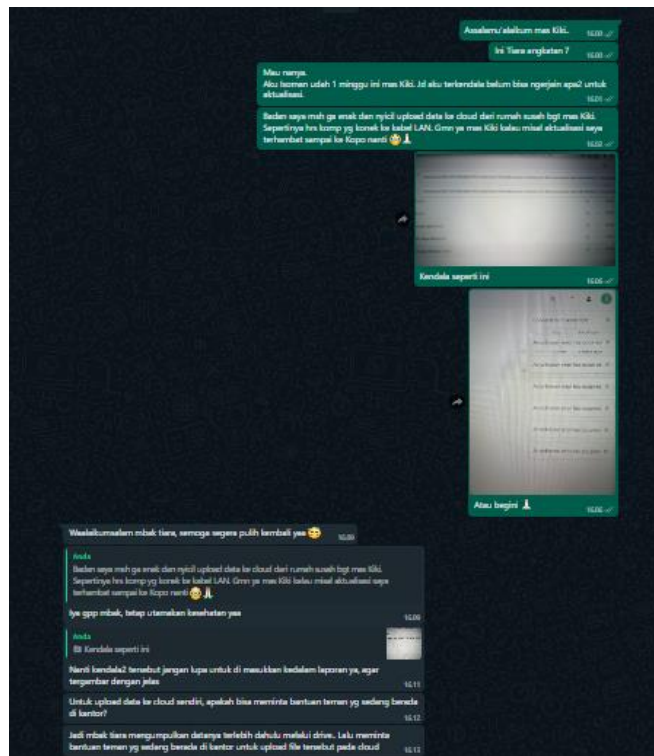 Assalamu'alaikum mas Kiki.
16.00
Ini Tiara angkatan 7
16.00
Mau nanya.
Aku Isoman udah 1 minggu ini mas Kiki. Jd aku terkendala belum bisa ngerjain apa2 untuk
aktualisasi.
16.01
Badan saya msh ga enak dan nyicil upload data ke cloud dari rumah susah bgt mas Kiki.
Sepertinya hrs komp yg konek ke kabel LAN. Gmn ya mas Kiki kalau misal aktualisasi saya
terhambat sampai ke Kopo nanti
16.02
Kendala seperti ini
16.06
Atau begini
16.06
Waalaikumsalam mbak tiara, semoga segera pulih kembali yaa
16.09
Anda
Badan saya msh ga enak dan nyicil upload data ke cloud dari rumah susah bgt mas Kiki.
Sepertinya hrs komp yg konek ke kabel LAN. Gmn ya mas Kiki kalau misal aktualisasi saya
terhambat sampai ke Kopo nanti
Iya gpp mbak, tetap utamakan kesehatan yaa
16.09
Anda
Kendala seperti ini
Nanti kendala2 tersebut jangan lupa untuk di masukkan kedalam laporan ya, agar
tergambar dengan jelas
16.11
Untuk upload data ke cloud sendiri, apakah bisa meminta bantuan teman yg sedang berada
di kantor?
16.12
Jadi mbak tiara mengumpulkan datanya terlebih dahulu melalui drive.. Lalu meminta
bantuan teman yg sedang berada di kantor untuk upload file tersebut pada cloud
16.13